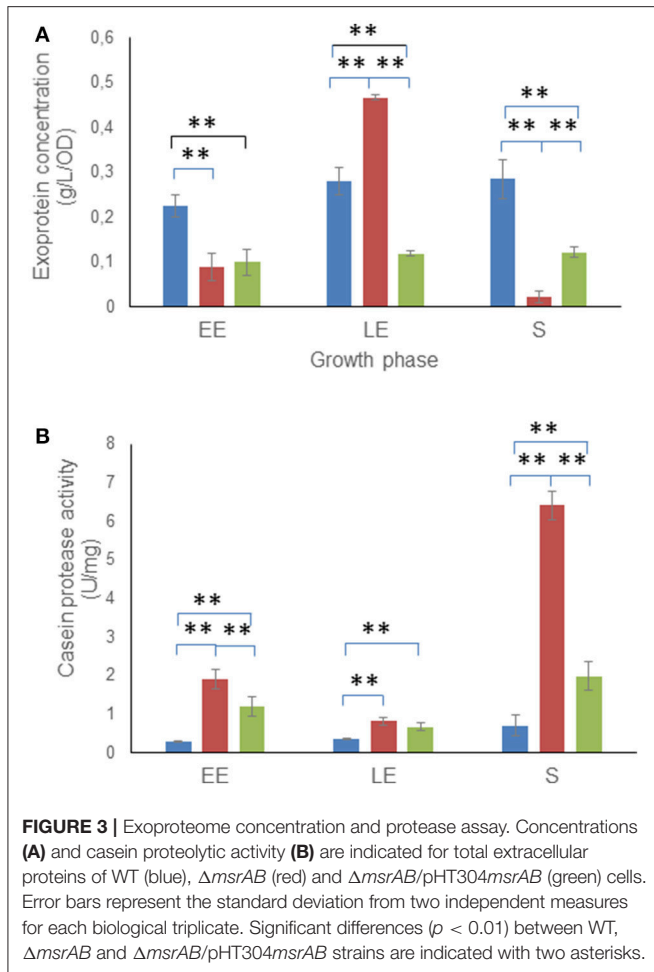 A
0,6
0,5
0,4
0,3
0,2
0,1
0
Exoprotein concentration
(g/L/OD)
**
**
**
** **
**
** **
EE LE S
Growth phase
B
8
7
6
5
4
3
2
1
0
Casein protease activity
(U/mg)
**
** **
**
**
**
** **
EE LE S
FIGURE 3 | Exoproteome concentration and protease assay. Concentrations
(A) and casein proteolytic activity (B) are indicated for total extracellular
proteins of WT (blue), ΔmsrAB (red) and ΔmsrAB/pHT304msrAB (green) cells.
Error bars represent the standard deviation from two independent measures
for each biological triplicate. Significant differences (p < 0.01) between WT,
ΔmsrAB and ΔmsrAB/pHT304msrAB strains are indicated with two asterisks.